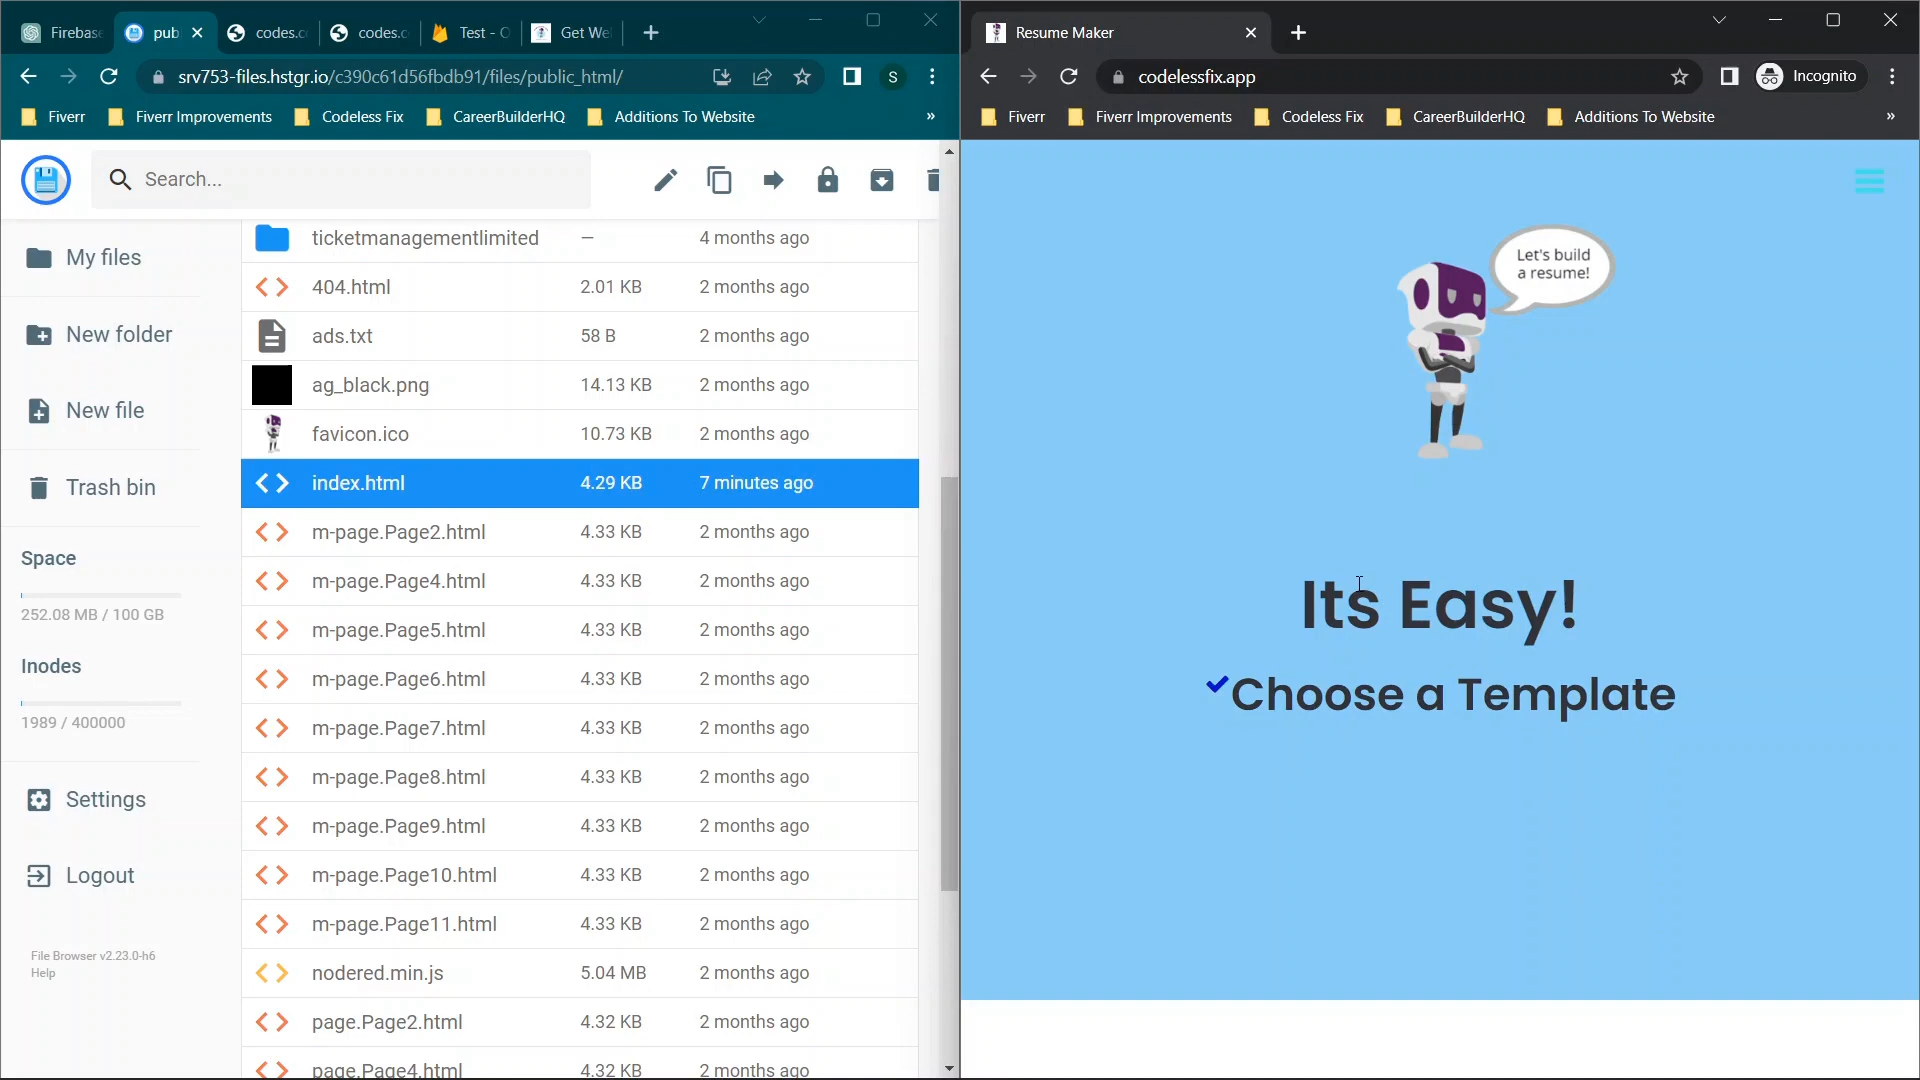 Firebas
pub
codes.c
codes.c
Test - O
Get We
srv753-files.hstgr.io/c390c61d56fbdb91/files/public_html/
S
Fiverr
Fiverr Improvements
Codeless Fix
CareerBuilderHQ
Additions To Website
»
Search...
My files
New folder
New file
Trash bin
Space
252.08 MB / 100 GB
Inodes
1989 / 400000
Settings
Logout
File Browser v2.23.0-h6
Help
ticketmanagementlimited — 4 months ago
404.html 2.01 KB 2 months ago
ads.txt 58 B 2 months ago
ag_black.png 14.13 KB 2 months ago
favicon.ico 10.73 KB 2 months ago
index.html 4.29 KB 7 minutes ago
m-page.Page2.html 4.33 KB 2 months ago
m-page.Page4.html 4.33 KB 2 months ago
m-page.Page5.html 4.33 KB 2 months ago
m-page.Page6.html 4.33 KB 2 months ago
m-page.Page7.html 4.33 KB 2 months ago
m-page.Page8.html 4.33 KB 2 months ago
m-page.Page9.html 4.33 KB 2 months ago
m-page.Page10.html 4.33 KB 2 months ago
m-page.Page11.html 4.33 KB 2 months ago
nodered.min.js 5.04 MB 2 months ago
page.Page2.html 4.32 KB 2 months ago
page.Page4.html 4.32 KB 2 months ago
Resume Maker
codelessfix.app
Incognito
Fiverr
Fiverr Improvements
Codeless Fix
CareerBuilderHQ
Additions To Website
»
Let's build
a resume!
Its Easy!
Choose a Template